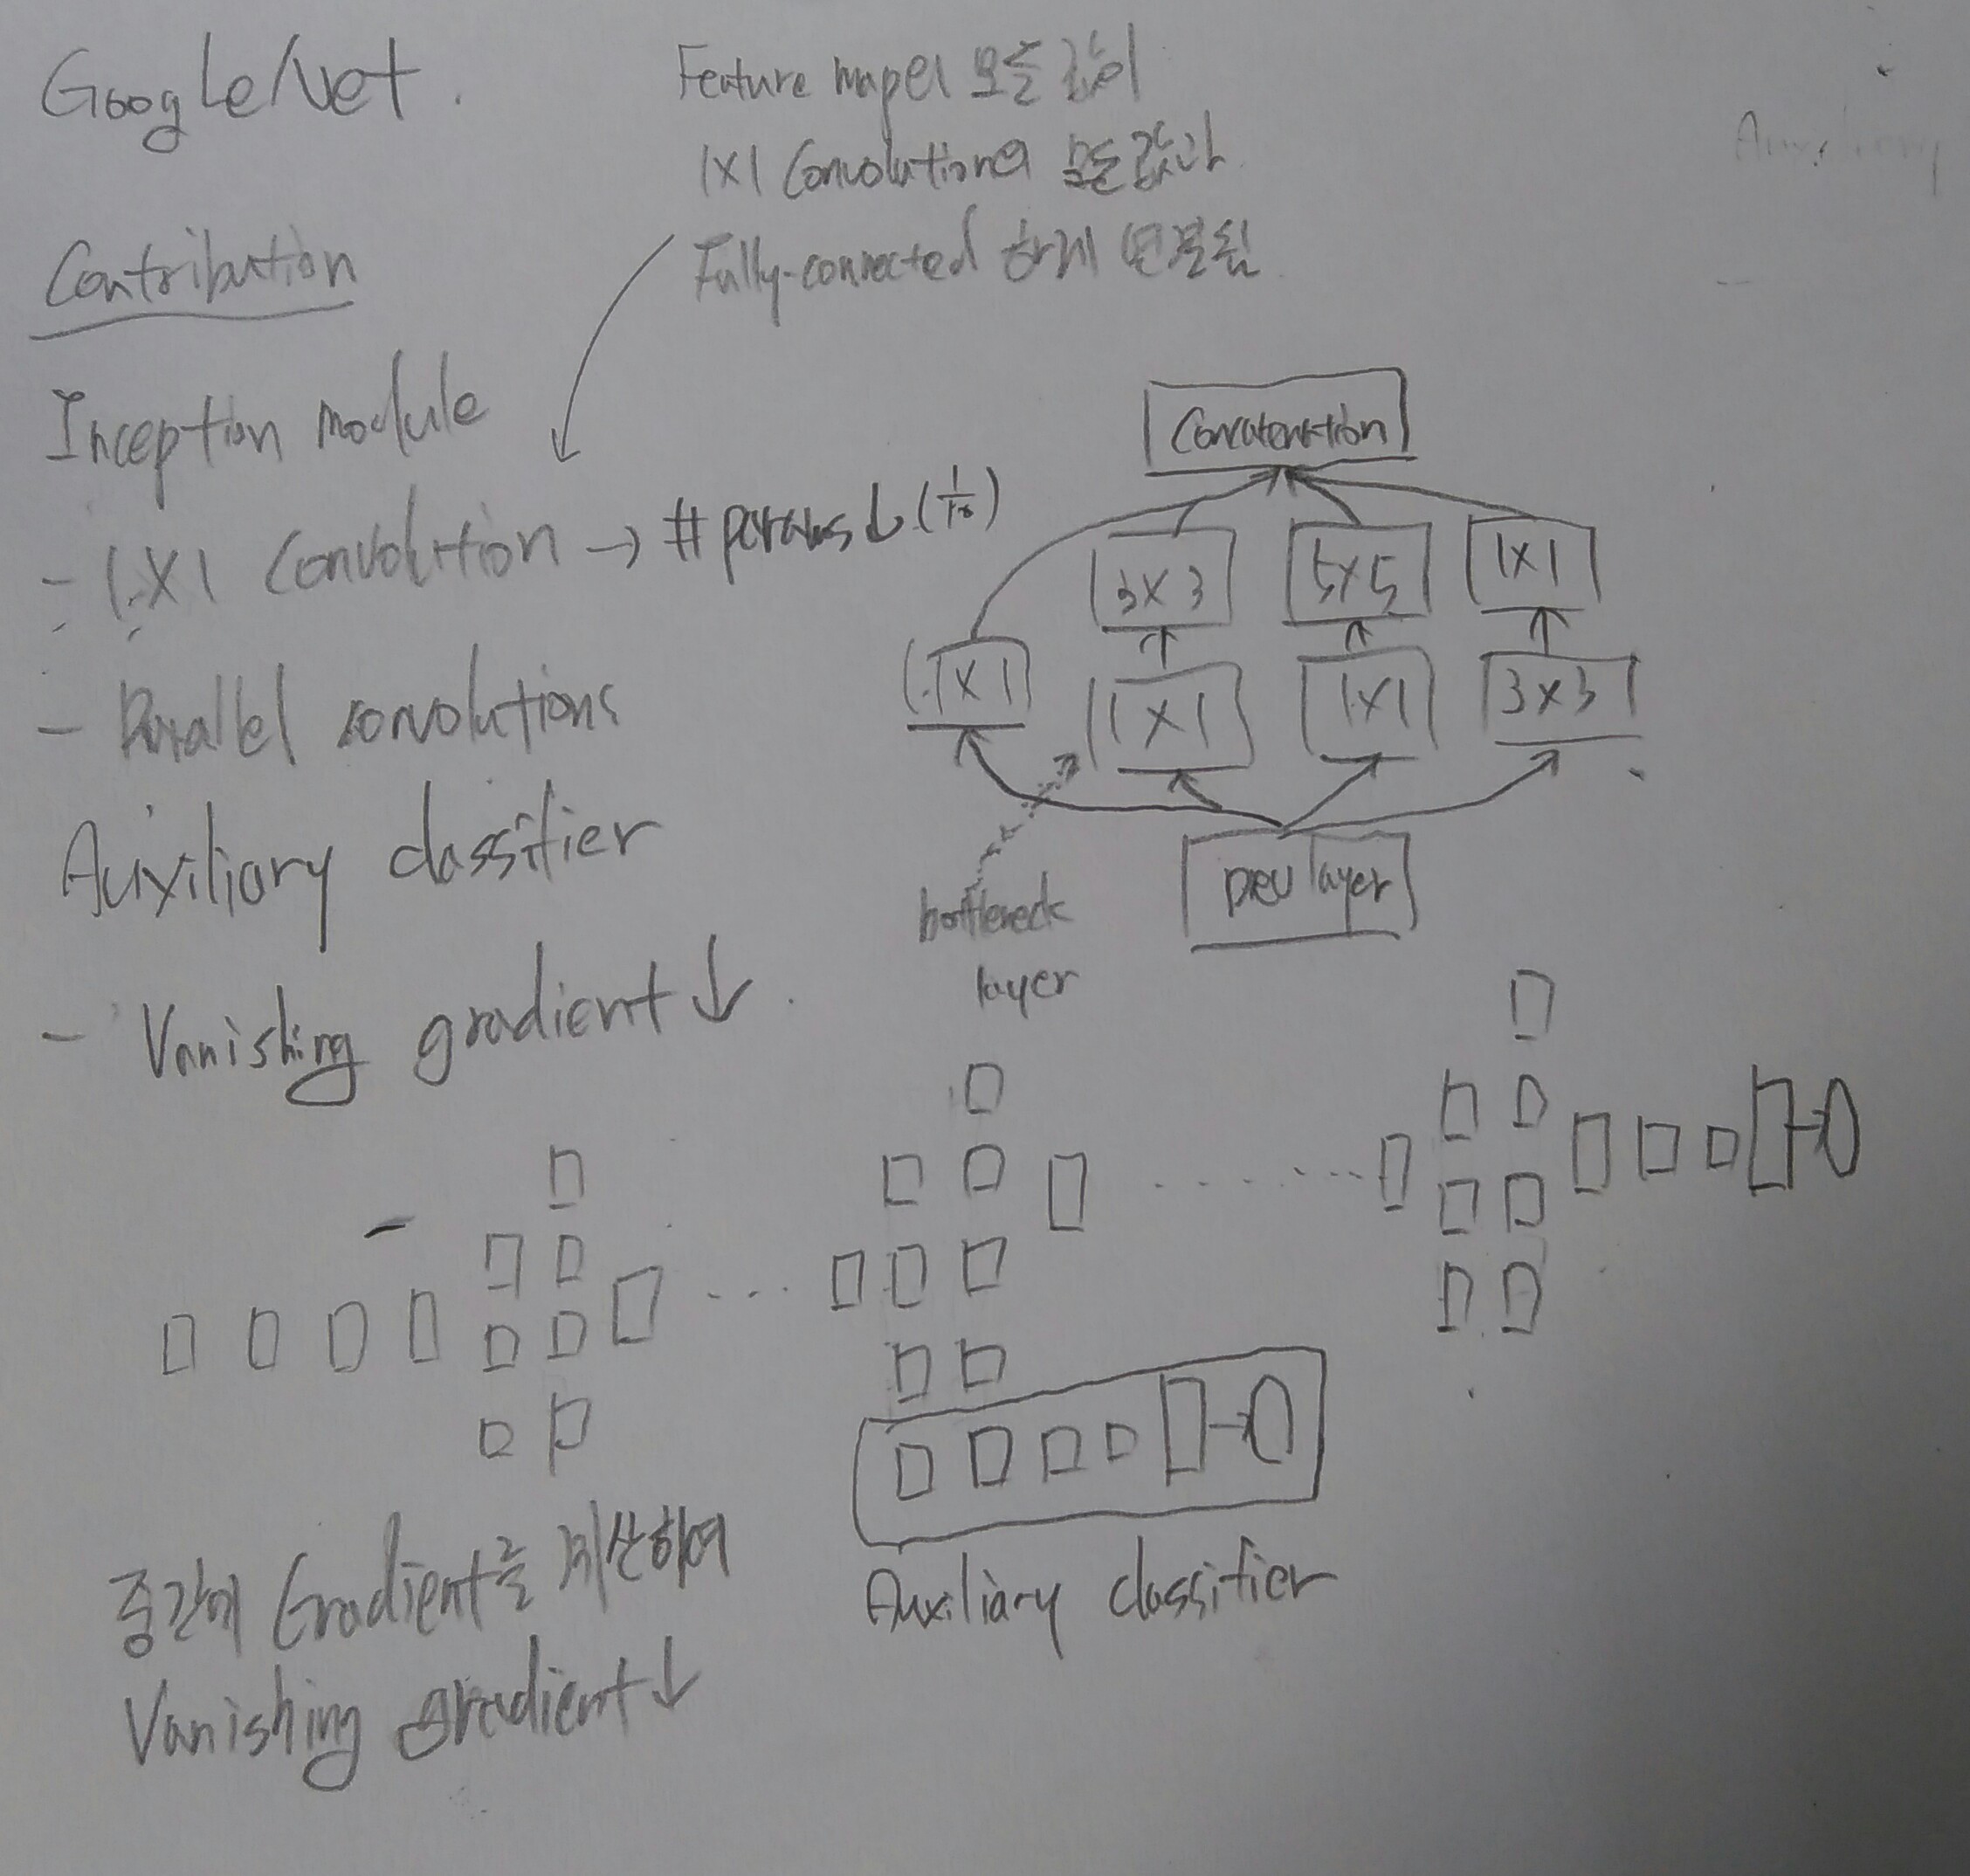 GoogLeNet.
Feature map의 모든 값이
1X1 Convolution의 모든 값과
Fully-connected 하게 연결됨
Auxiliary
Contribution
Inception module
- 1X1 Convolution → #params↓(1/10)
- Parallel convolutions
Auxiliary classifier
- Vanishing gradient↓.
Concatenation
3X3 5X5 1X1
1X1 1X1 1X1 3X3
prev layer
bottleneck
layer
Auxiliary classifier
중간에 Gradient를 계산하여
Vanishing gradient↓